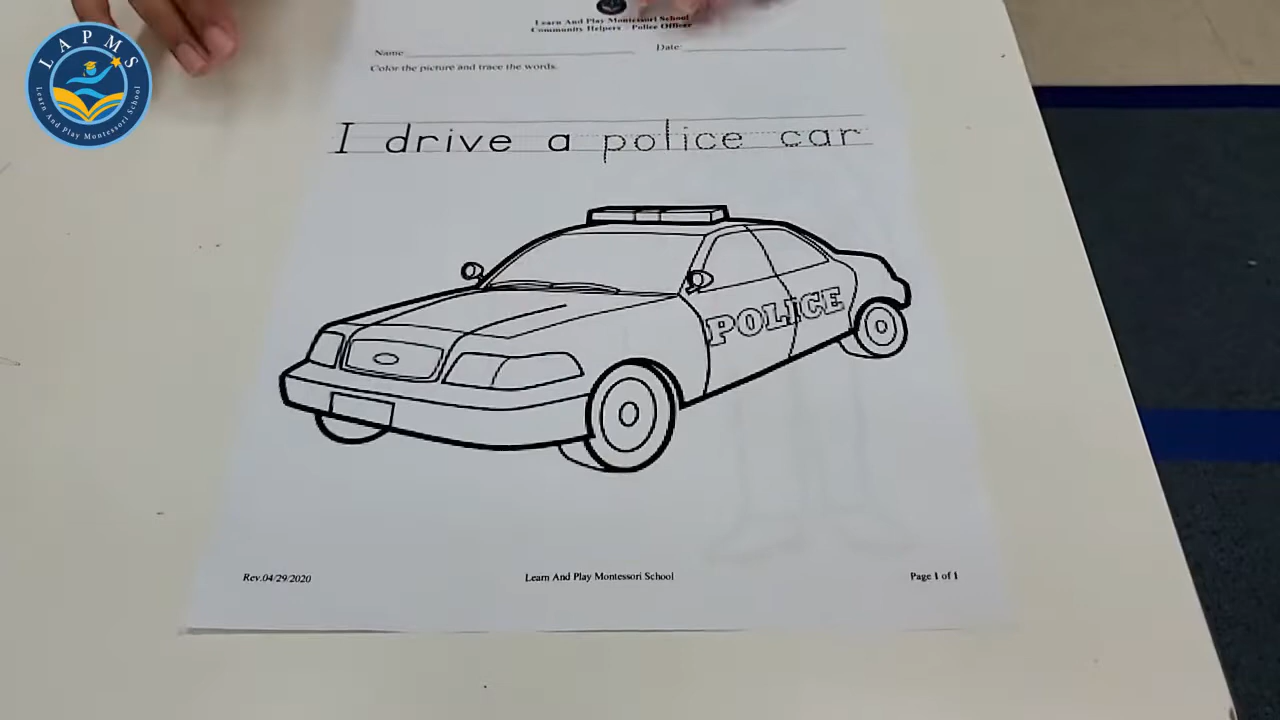 LAPMS
Learn And Play Montessori School
Learn And Play Montessori School
Community Helpers - Police Officer
Name: Date:
Color the picture and trace the words.
I drive a police car
POLICE
Rev.04/29/2020 Learn And Play Montessori School Page 1 of 1